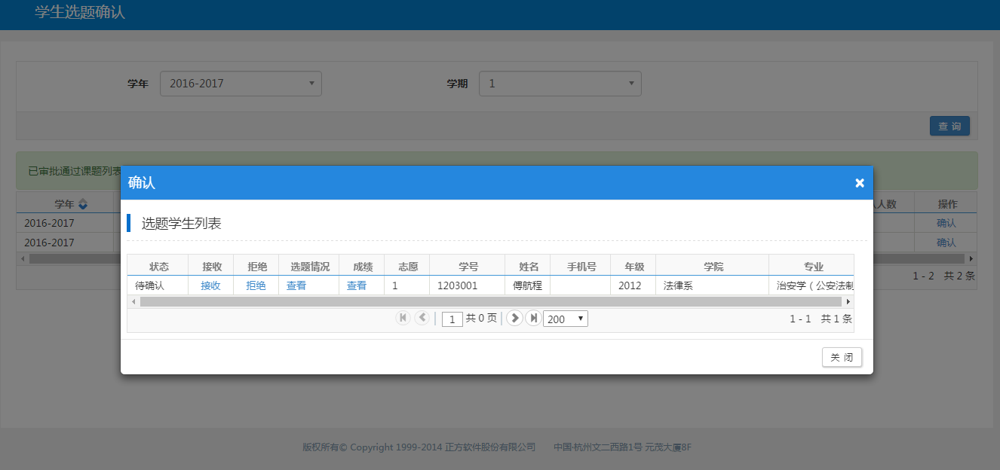 学生选题确认
学年 2016-2017 学期 1
查 询
已审批通过课题列表
确认 ×
选题学生列表
学年 人数 操作
2016-2017 确认
2016-2017 确认
状态 接收 拒绝 选题情况 成绩 志愿 学号 姓名 手机号 年级 学院 专业
待确认 接收 拒绝 查看 查看 1 1203001 傅航程 2012 法律系 治安学（公安法制
1 共 0 页 200 1 - 1 共 1 条
1 - 2 共 2 条
关 闭
版权所有© Copyright 1999-2014 正方软件股份有限公司 中国·杭州文二西路1号 元茂大厦8F